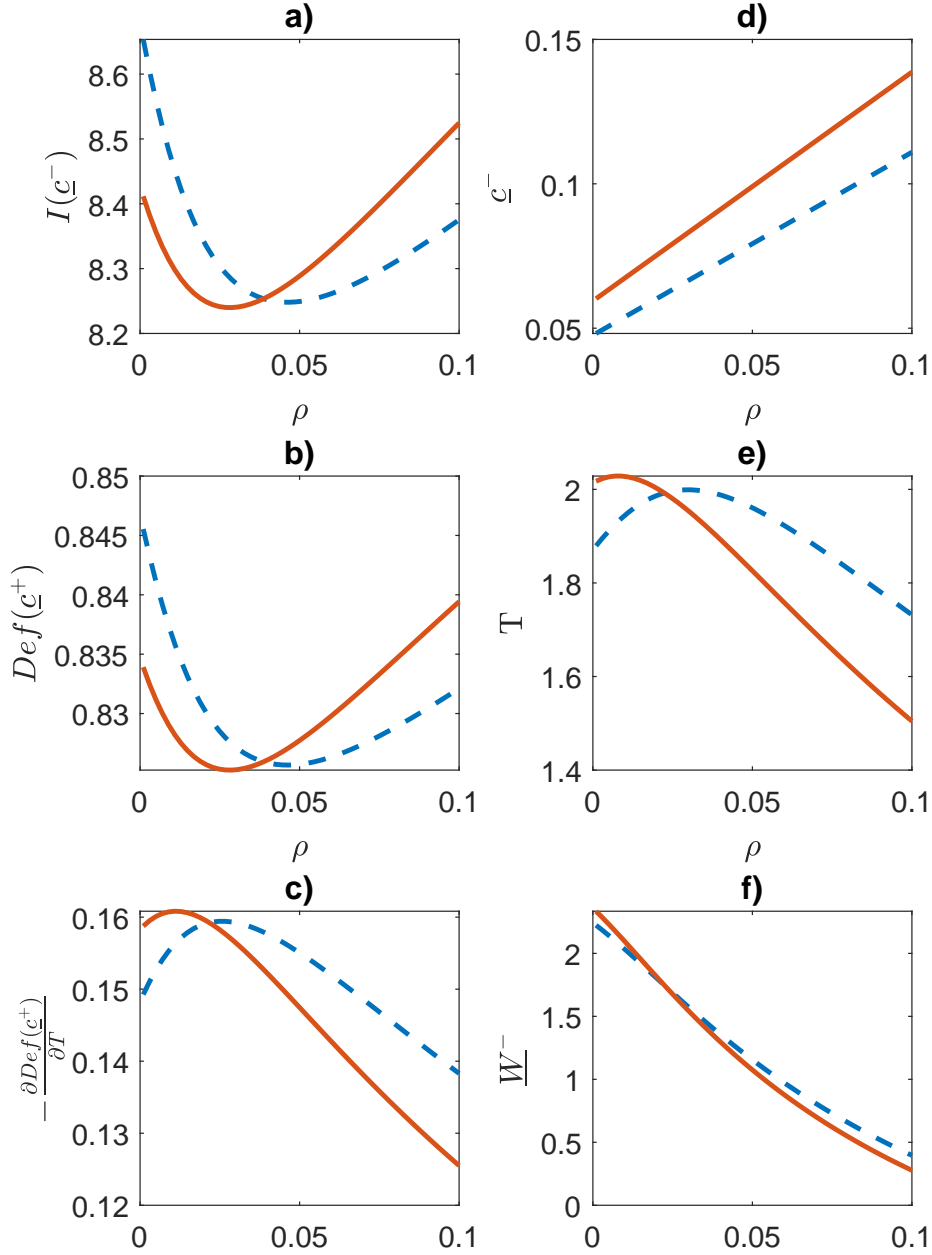 a)
8.6
8.5
8.4
8.3
8.2
I(c̲⁻)
0
0.05
0.1
ρ
d)
0.15
0.1
0.05
c̲⁻
0
0.05
0.1
ρ
b)
0.85
0.845
0.84
0.835
0.83
Def(c̲⁺)
0
0.05
0.1
ρ
e)
2
1.8
1.6
1.4
T
0
0.05
0.1
ρ
c)
0.16
0.15
0.14
0.13
0.12
−∂Def(c̲⁺)/∂T
0
0.05
0.1
f)
2
1.5
1
0.5
0
W̲⁻
0
0.05
0.1